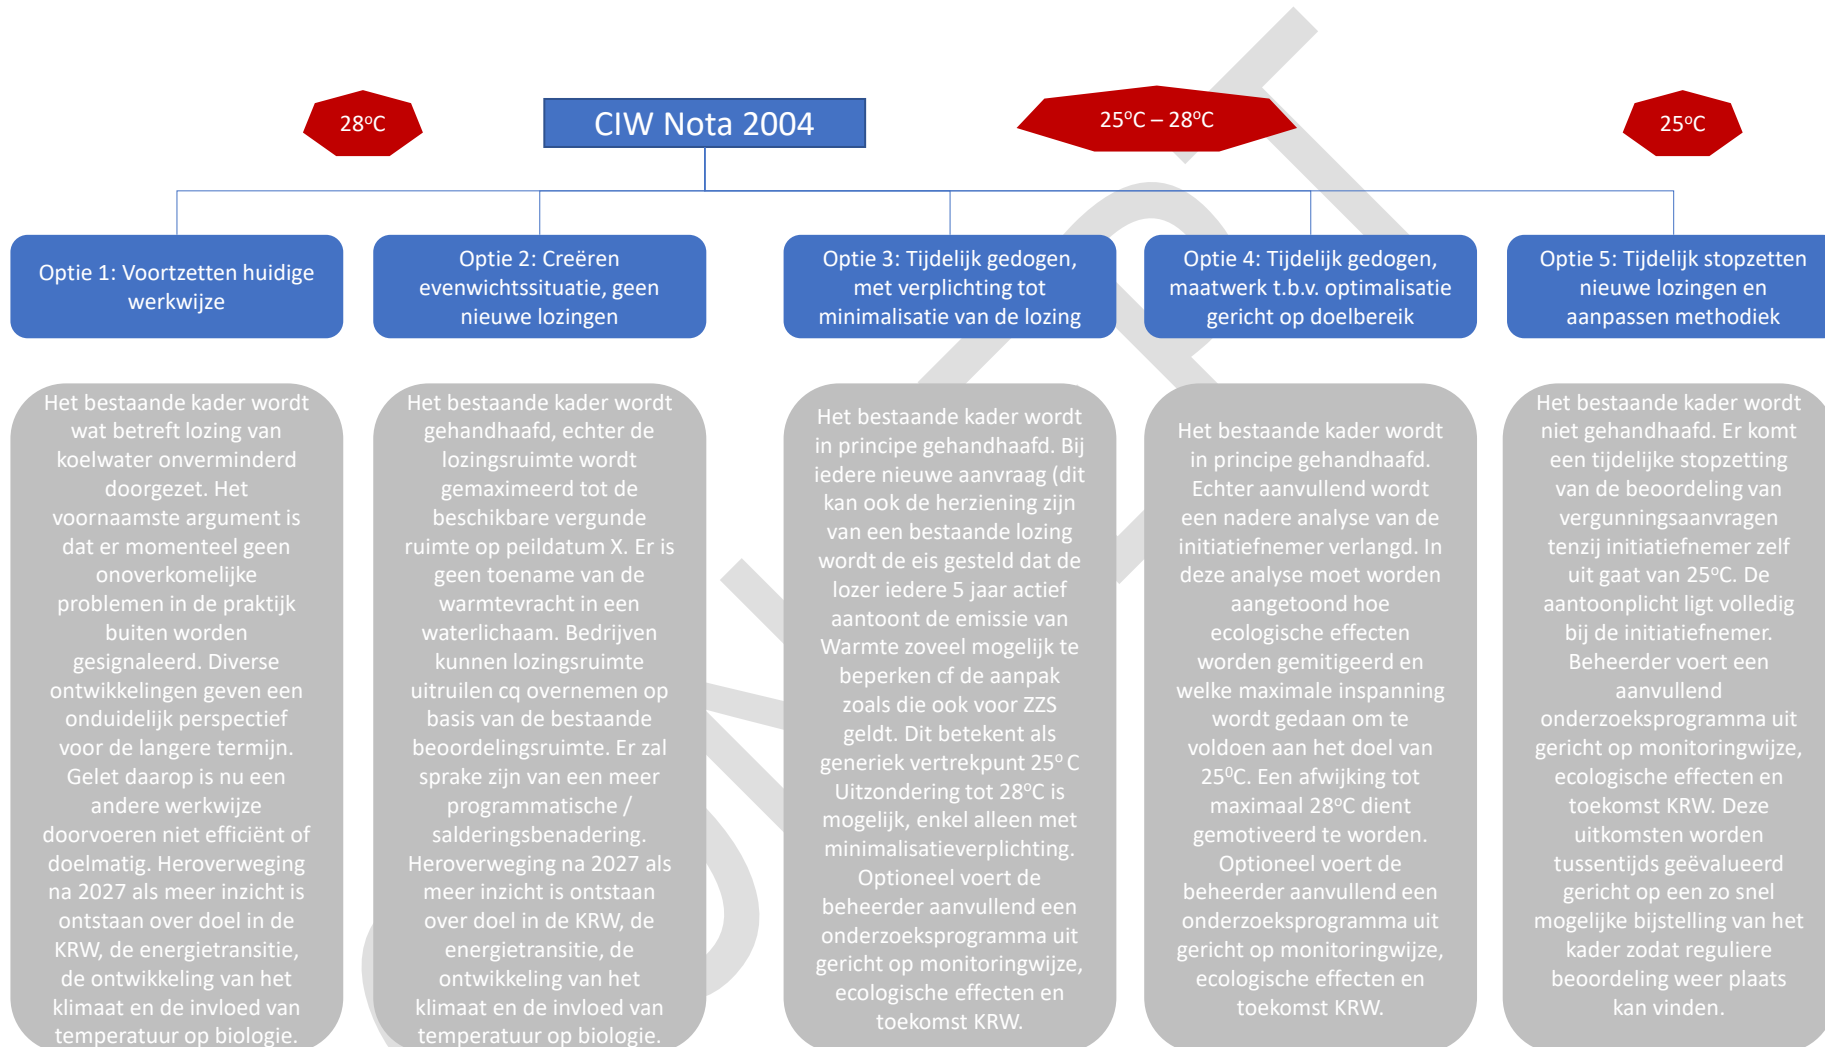 28°C
CIW Nota 2004
25°C – 28°C
25°C
Optie 1: Voortzetten huidige
werkwijze
Optie 2: Creëren
evenwichtssituatie, geen
nieuwe lozingen
Optie 3: Tijdelijk gedogen,
met verplichting tot
minimalisatie van de lozing
Optie 4: Tijdelijk gedogen,
maatwerk t.b.v. optimalisatie
gericht op doelbereik
Optie 5: Tijdelijk stopzetten
nieuwe lozingen en
aanpassen methodiek
Het bestaande kader wordt
wat betreft lozing van
koelwater onverminderd
doorgezet. Het
voornaamste argument is
dat er momenteel geen
onoverkomelijke
problemen in de praktijk
buiten worden
gesignaleerd. Diverse
ontwikkelingen geven een
onduidelijk perspectief
voor de langere termijn.
Gelet daarop is nu een
andere werkwijze
doorvoeren niet efficiënt of
doelmatig. Heroverweging
na 2027 als meer inzicht is
ontstaan over doel in de
KRW, de energietransitie,
de ontwikkeling van het
klimaat en de invloed van
temperatuur op biologie.
Het bestaande kader wordt
gehandhaafd, echter de
lozingsruimte wordt
gemaximeerd tot de
beschikbare vergunde
ruimte op peildatum X. Er is
geen toename van de
warmtevracht in een
waterlichaam. Bedrijven
kunnen lozingsruimte
uitruilen cq overnemen op
basis van de bestaande
beoordelingsruimte. Er zal
sprake zijn van een meer
programmatische /
salderingsbenadering.
Heroverweging na 2027 als
meer inzicht is ontstaan
over doel in de KRW, de
energietransitie, de
ontwikkeling van het
klimaat en de invloed van
temperatuur op biologie.
Het bestaande kader wordt
in principe gehandhaafd. Bij
iedere nieuwe aanvraag (dit
kan ook de herziening zijn
van een bestaande lozing
wordt de eis gesteld dat de
lozer iedere 5 jaar actief
aantoont de emissie van
Warmte zoveel mogelijk te
beperken cf de aanpak
zoals die ook voor ZZS
geldt. Dit betekent als
generiek vertrekpunt 25° C
Uitzondering tot 28°C is
mogelijk, enkel alleen met
minimalisatieverplichting.
Optioneel voert de
beheerder aanvullend een
onderzoeksprogramma uit
gericht op monitoringwijze,
ecologische effecten en
toekomst KRW.
Het bestaande kader wordt
in principe gehandhaafd.
Echter aanvullend wordt
een nadere analyse van de
initiatiefnemer verlangd. In
deze analyse moet worden
aangetoond hoe
ecologische effecten
worden gemitigeerd en
welke maximale inspanning
wordt gedaan om te
voldoen aan het doel van
25⁰C. Een afwijking tot
maximaal 28°C dient
gemotiveerd te worden.
Optioneel voert de
beheerder aanvullend een
onderzoeksprogramma uit
gericht op monitoringwijze,
ecologische effecten en
toekomst KRW.
Het bestaande kader wordt
niet gehandhaafd. Er komt
een tijdelijke stopzetting
van de beoordeling van
vergunningsaanvragen
tenzij initiatiefnemer zelf
uit gaat van 25°C. De
aantoonplicht ligt volledig
bij de initiatiefnemer.
Beheerder voert een
aanvullend
onderzoeksprogramma uit
gericht op monitoringwijze,
ecologische effecten en
toekomst KRW. Deze
uitkomsten worden
tussentijds geëvalueerd
gericht op een zo snel
mogelijke bijstelling van het
kader zodat reguliere
beoordeling weer plaats
kan vinden.
CONCEPT